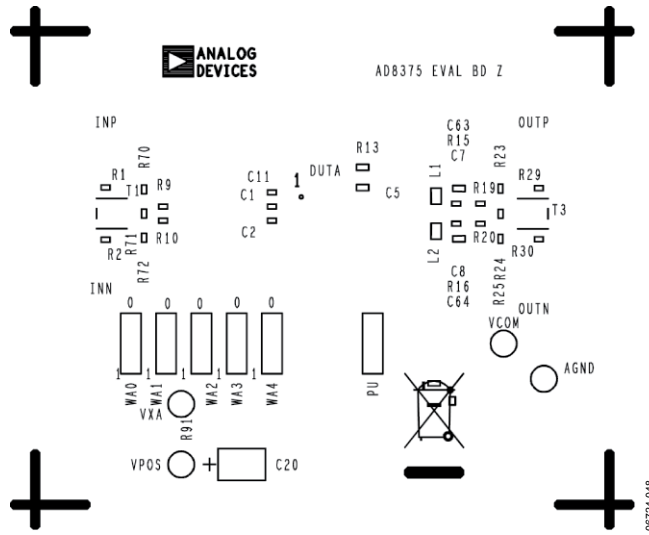 ANALOG
DEVICES
AD8375 EVAL BD Z
INP
OUTP
C63
R15
C7
R70
R13
R23
R1
T1
R9
C11
C1
1
DUTA
C5
L1
R19
R29
T3
R2
R71
R10
C2
L2
R20
R30
R72
C8
R16
C64
R25
R24
INN
OUTN
VCOM
0 0 0 0 0
1 1 1 1 1
WA0
WA1
WA2
WA3
WA4
PU
AGND
VXA
R91
VPOS
+
C20
06724-048